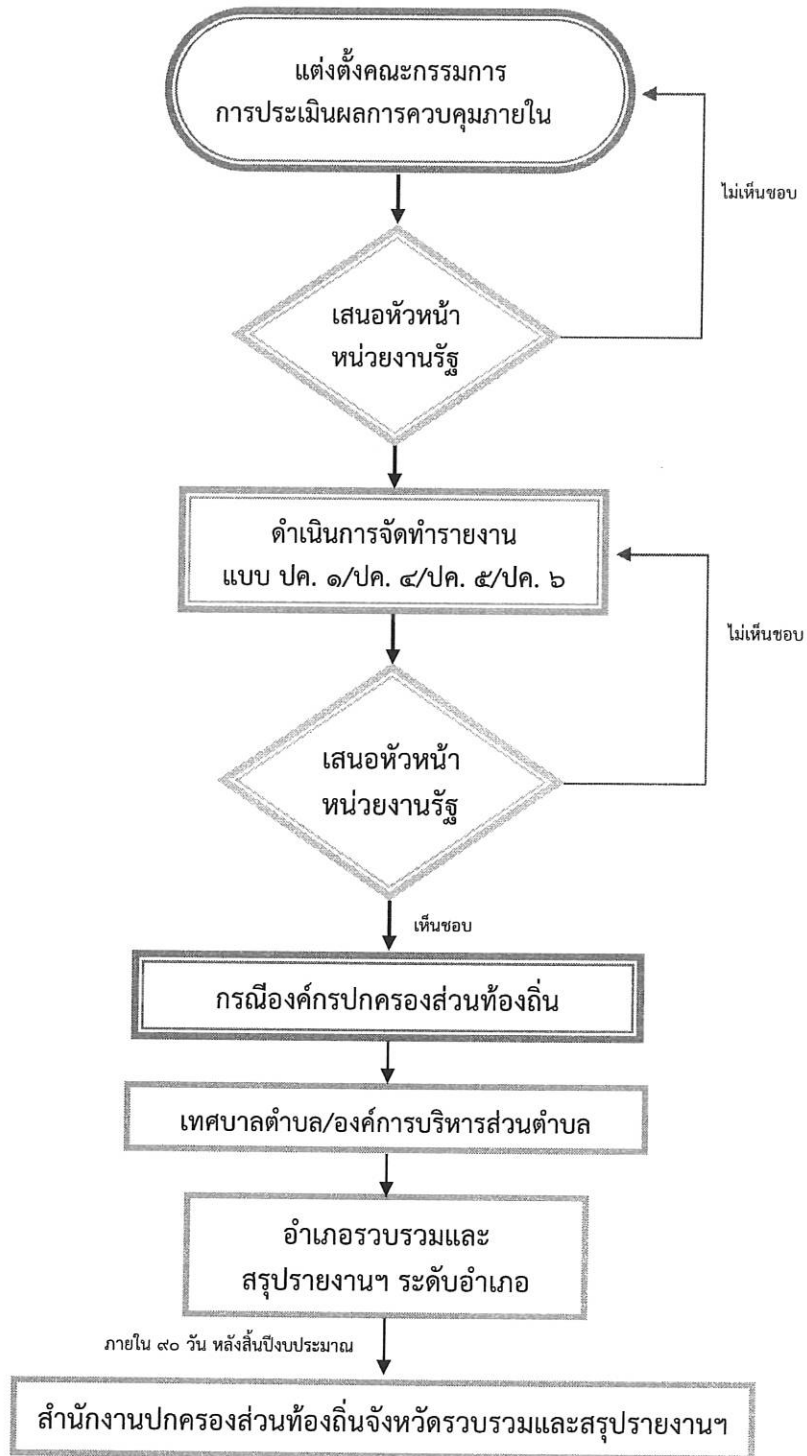 แต่งตั้งคณะกรรมการ
การประเมินผลการควบคุมภายใน
ไม่เห็นชอบ
เสนอหัวหน้า
หน่วยงานรัฐ
ดำเนินการจัดทำรายงาน
แบบ ปค. ๑/ปค. ๔/ปค. ๕/ปค. ๖
ไม่เห็นชอบ
เสนอหัวหน้า
หน่วยงานรัฐ
เห็นชอบ
กรณีองค์กรปกครองส่วนท้องถิ่น
เทศบาลตำบล/องค์การบริหารส่วนตำบล
อำเภอรวบรวมและ
สรุปรายงานฯ ระดับอำเภอ
ภายใน ๙๐ วัน หลังสิ้นปีงบประมาณ
สำนักงานปกครองส่วนท้องถิ่นจังหวัดรวบรวมและสรุปรายงานฯ